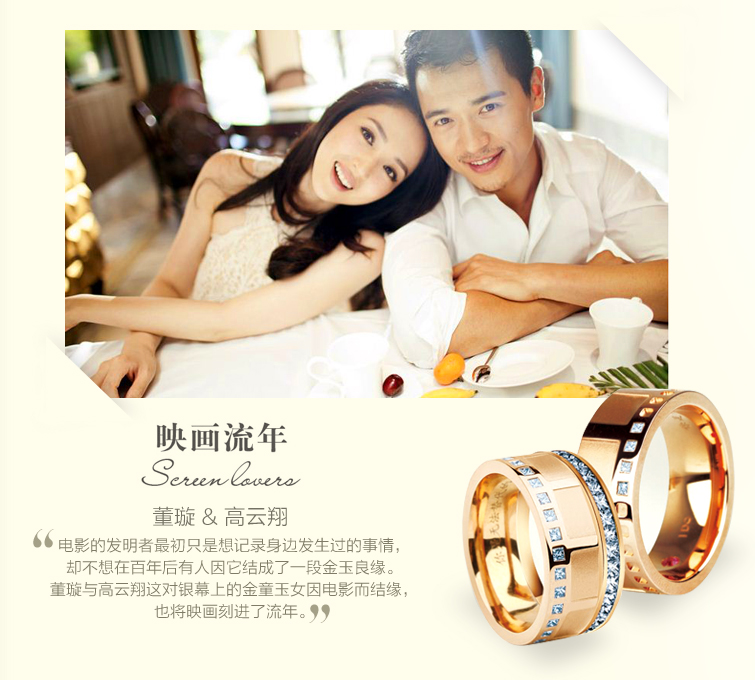 映画流年
Screen lovers
董璇 & 高云翔
“电影的发明者最初只是想记录身边发生过的事情，
却不想在百年后有人因它结成了一段金玉良缘。
董璇与高云翔这对银幕上的金童玉女因电影而结缘，
也将映画刻进了流年。”